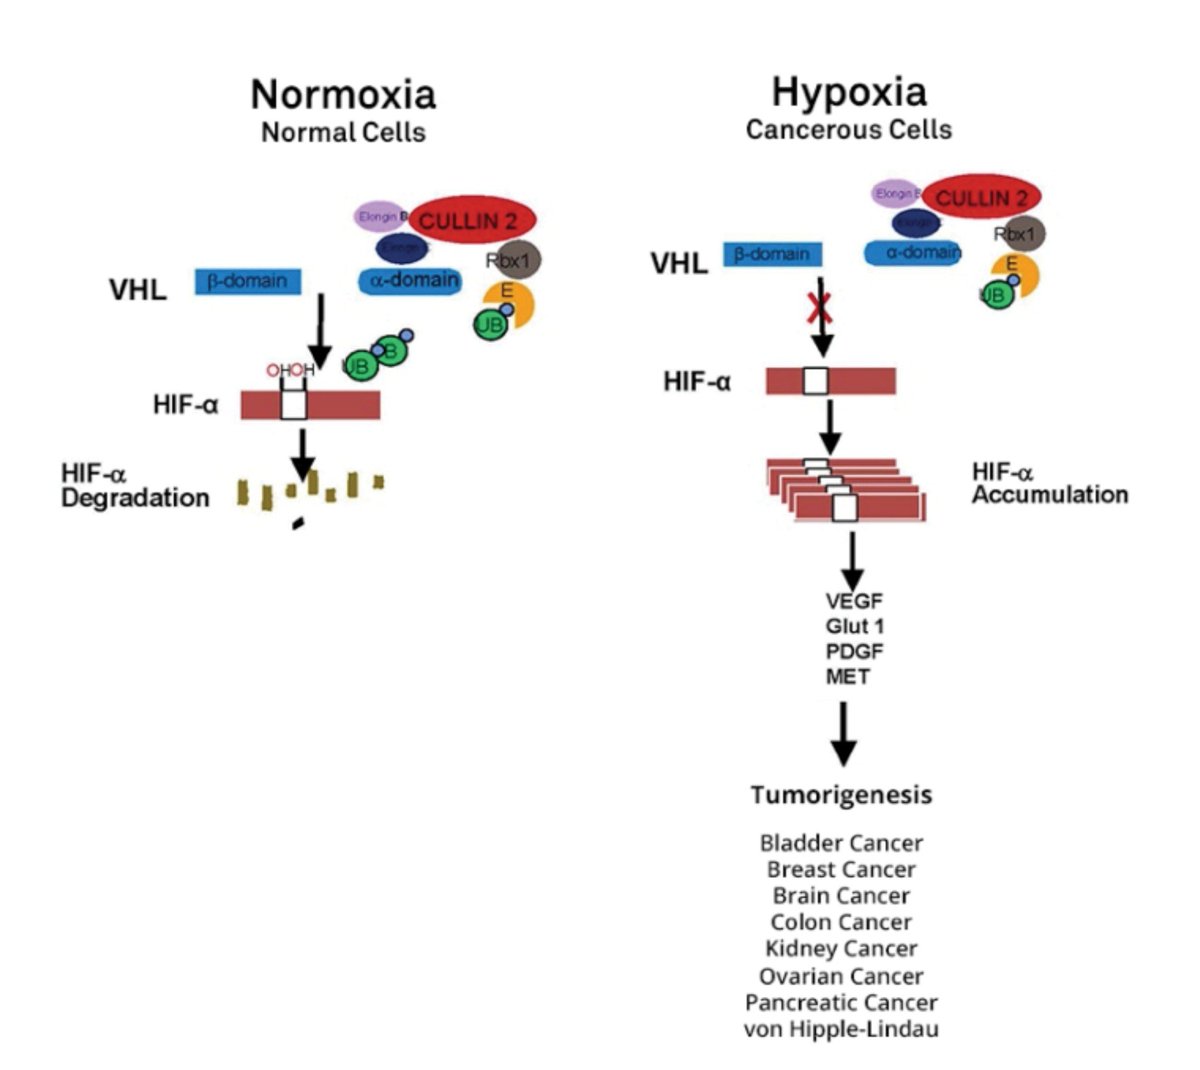 Normoxia
Normal Cells
Elongin B
CULLIN 2
Elongin C
Rbx1
VHL
β-domain
α-domain
E
UB
UB
UB
OHOH
HIF-α
HIF-α
Degradation
Hypoxia
Cancerous Cells
Elongin B
CULLIN 2
Elongin C
Rbx1
VHL
β-domain
α-domain
E
UB
HIF-α
HIF-α
Accumulation
VEGF
Glut 1
PDGF
MET
Tumorigenesis
Bladder Cancer
Breast Cancer
Brain Cancer
Colon Cancer
Kidney Cancer
Ovarian Cancer
Pancreatic Cancer
von Hipple-Lindau